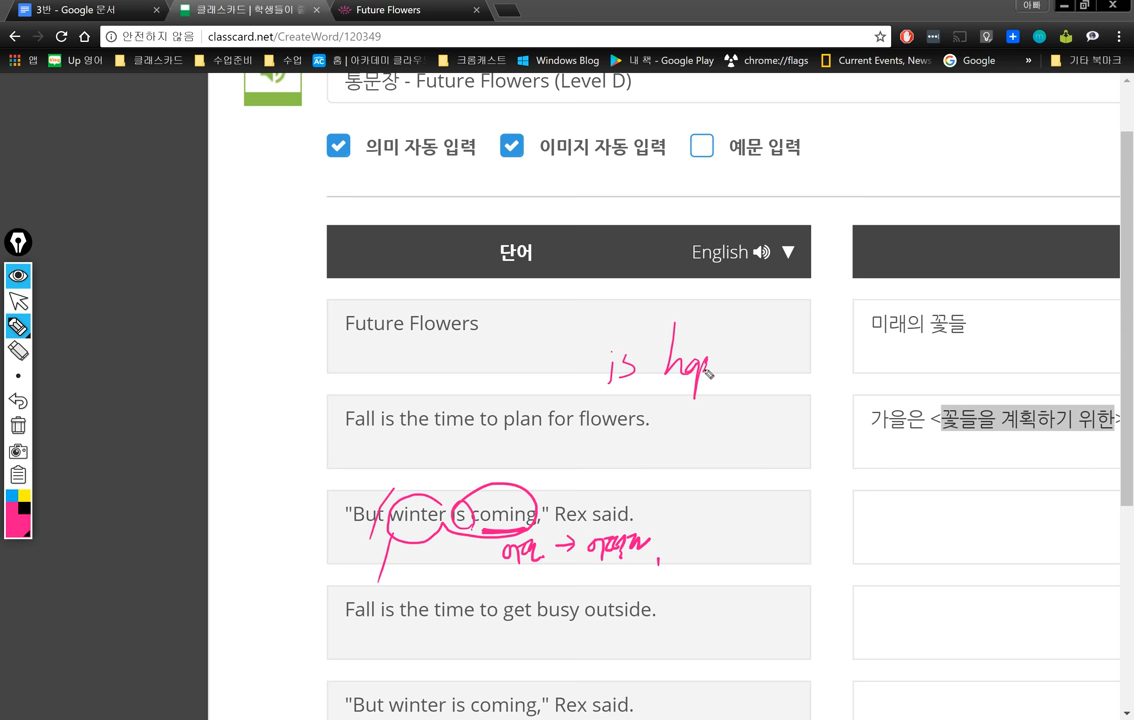 3반 - Google 문서
클래스카드 | 학생들이
Future Flowers
아빠
안전하지 않음
classcard.net/CreateWord/120349
앱
Up 영어
클래스카드
수업준비
수업
홈 | 아카데미 클라우
크롬캐스트
Windows Blog
내 책 - Google Play
chrome://flags
Current Events, News
Google
»
기타 북마크
통문장 - Future Flowers (Level D)
의미 자동 입력
이미지 자동 입력
예문 입력
단어
English
Future Flowers
미래의 꽃들
is hap
Fall is the time to plan for flowers.
가을은 <꽃들을 계획하기 위한>
"But winter is coming," Rex said.
Fall is the time to get busy outside.
"But winter is coming," Rex said.